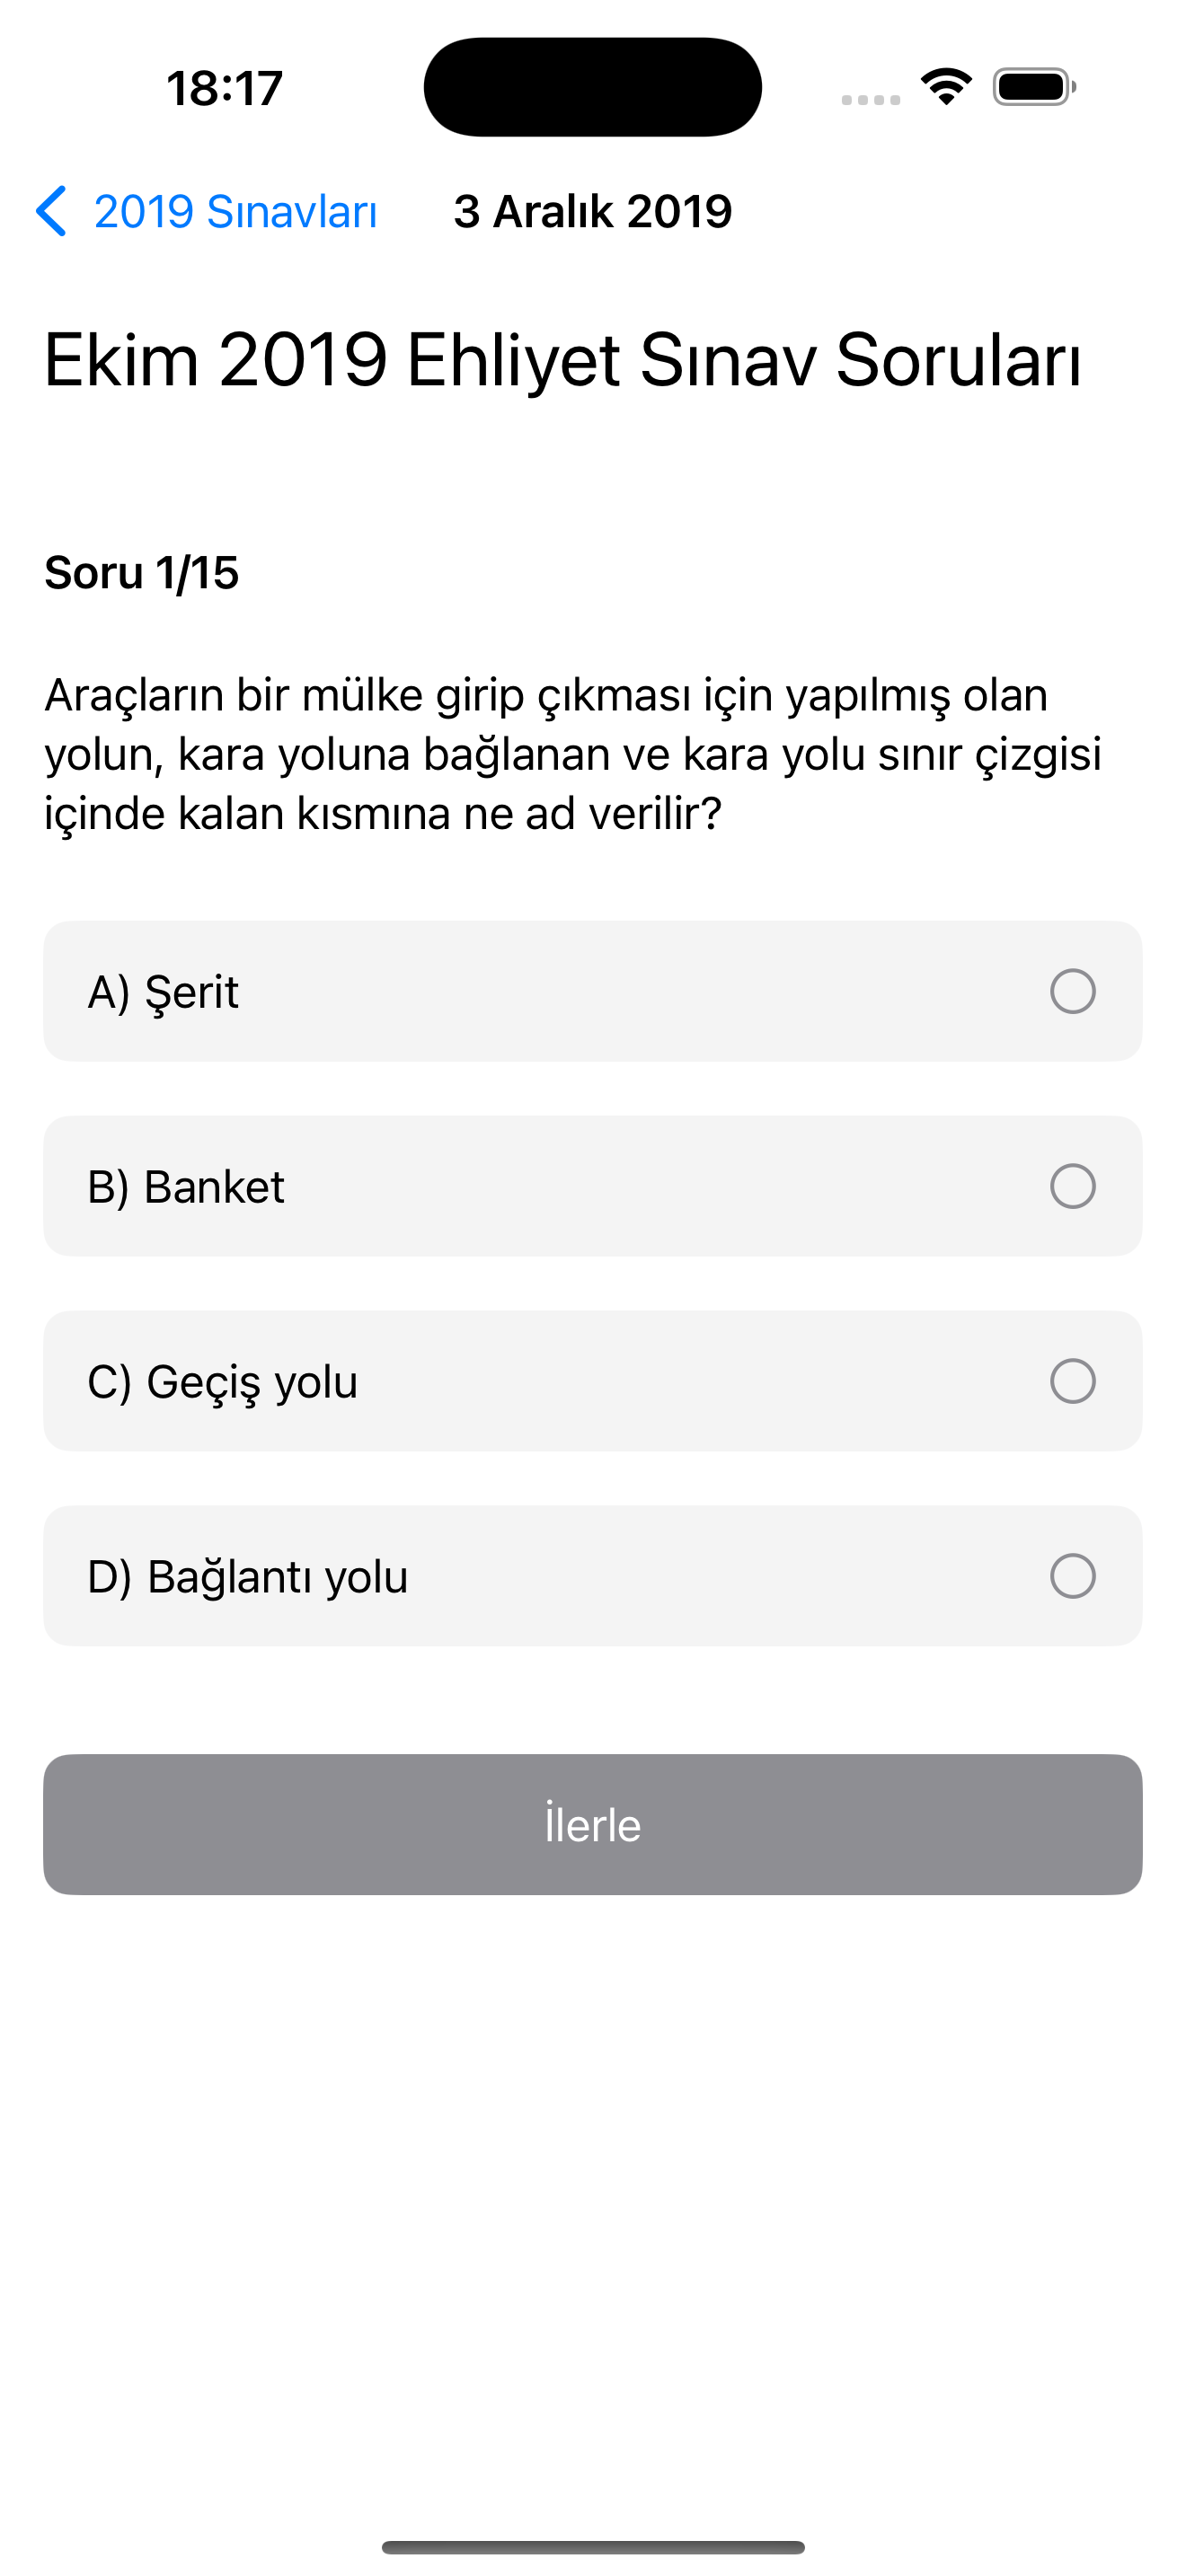 18:17
2019 Sınavları
3 Aralık 2019
Ekim 2019 Ehliyet Sınav Soruları
Soru 1/15
Araçların bir mülke girip çıkması için yapılmış olan
yolun, kara yoluna bağlanan ve kara yolu sınır çizgisi
içinde kalan kısmına ne ad verilir?
A) Şerit
B) Banket
C) Geçiş yolu
D) Bağlantı yolu
İlerle